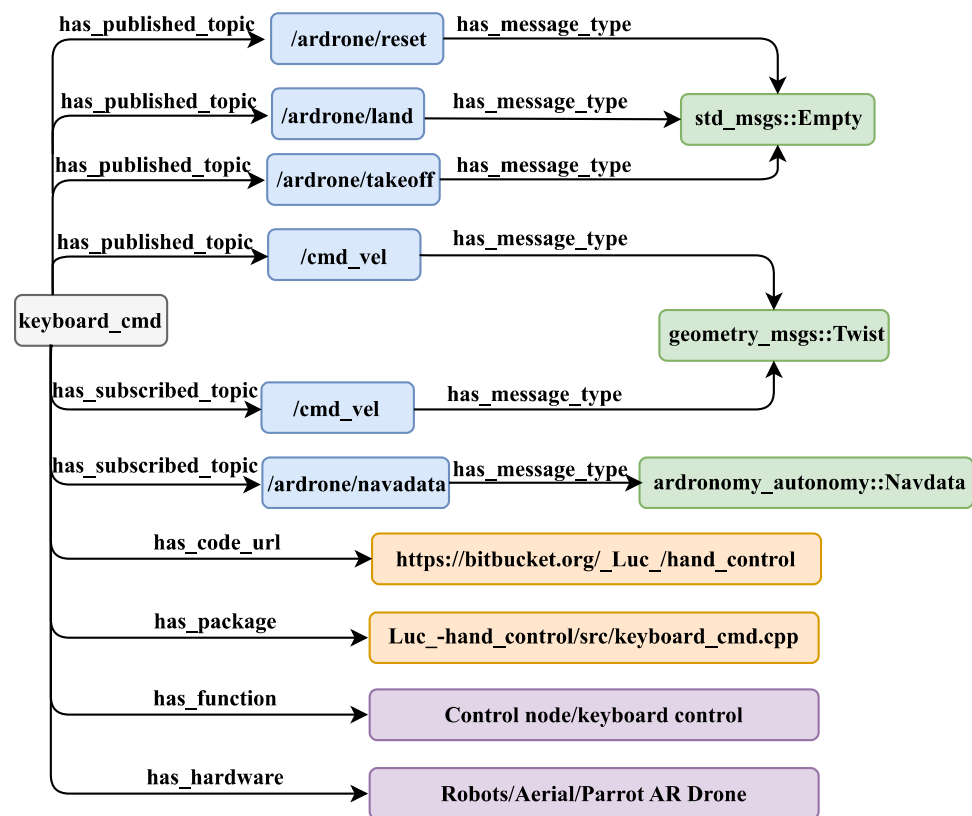 has_published_topic
/ardrone/reset
has_message_type
has_published_topic
/ardrone/land
has_message_type
std_msgs::Empty
has_published_topic
/ardrone/takeoff
has_message_type
has_published_topic
/cmd_vel
has_message_type
keyboard_cmd
geometry_msgs::Twist
has_subscribed_topic
/cmd_vel
has_message_type
has_subscribed_topic
/ardrone/navadata
has_message_type
ardronomy_autonomy::Navdata
has_code_url
https://bitbucket.org/_Luc_/hand_control
has_package
Luc_-hand_control/src/keyboard_cmd.cpp
has_function
Control node/keyboard control
has_hardware
Robots/Aerial/Parrot AR Drone